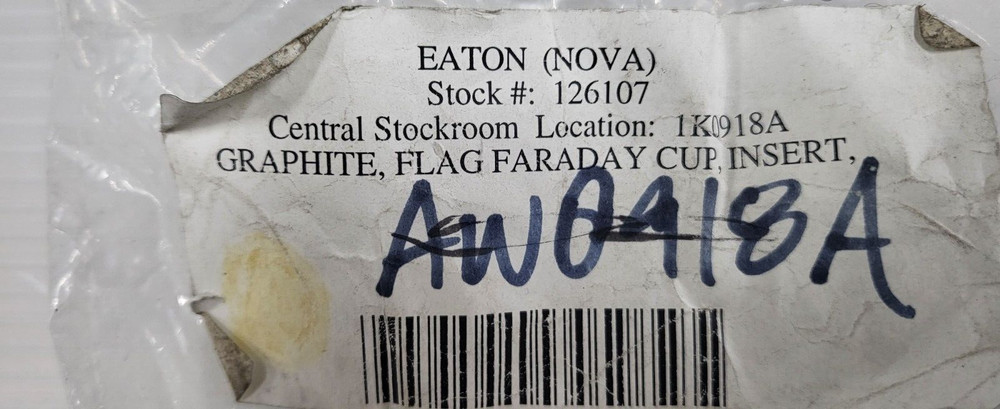 EATON (NOVA)
Stock #: 126107
Central Stockroom Location: 1K0918A
GRAPHITE, FLAG FARADAY CUP, INSERT,
AW0918A